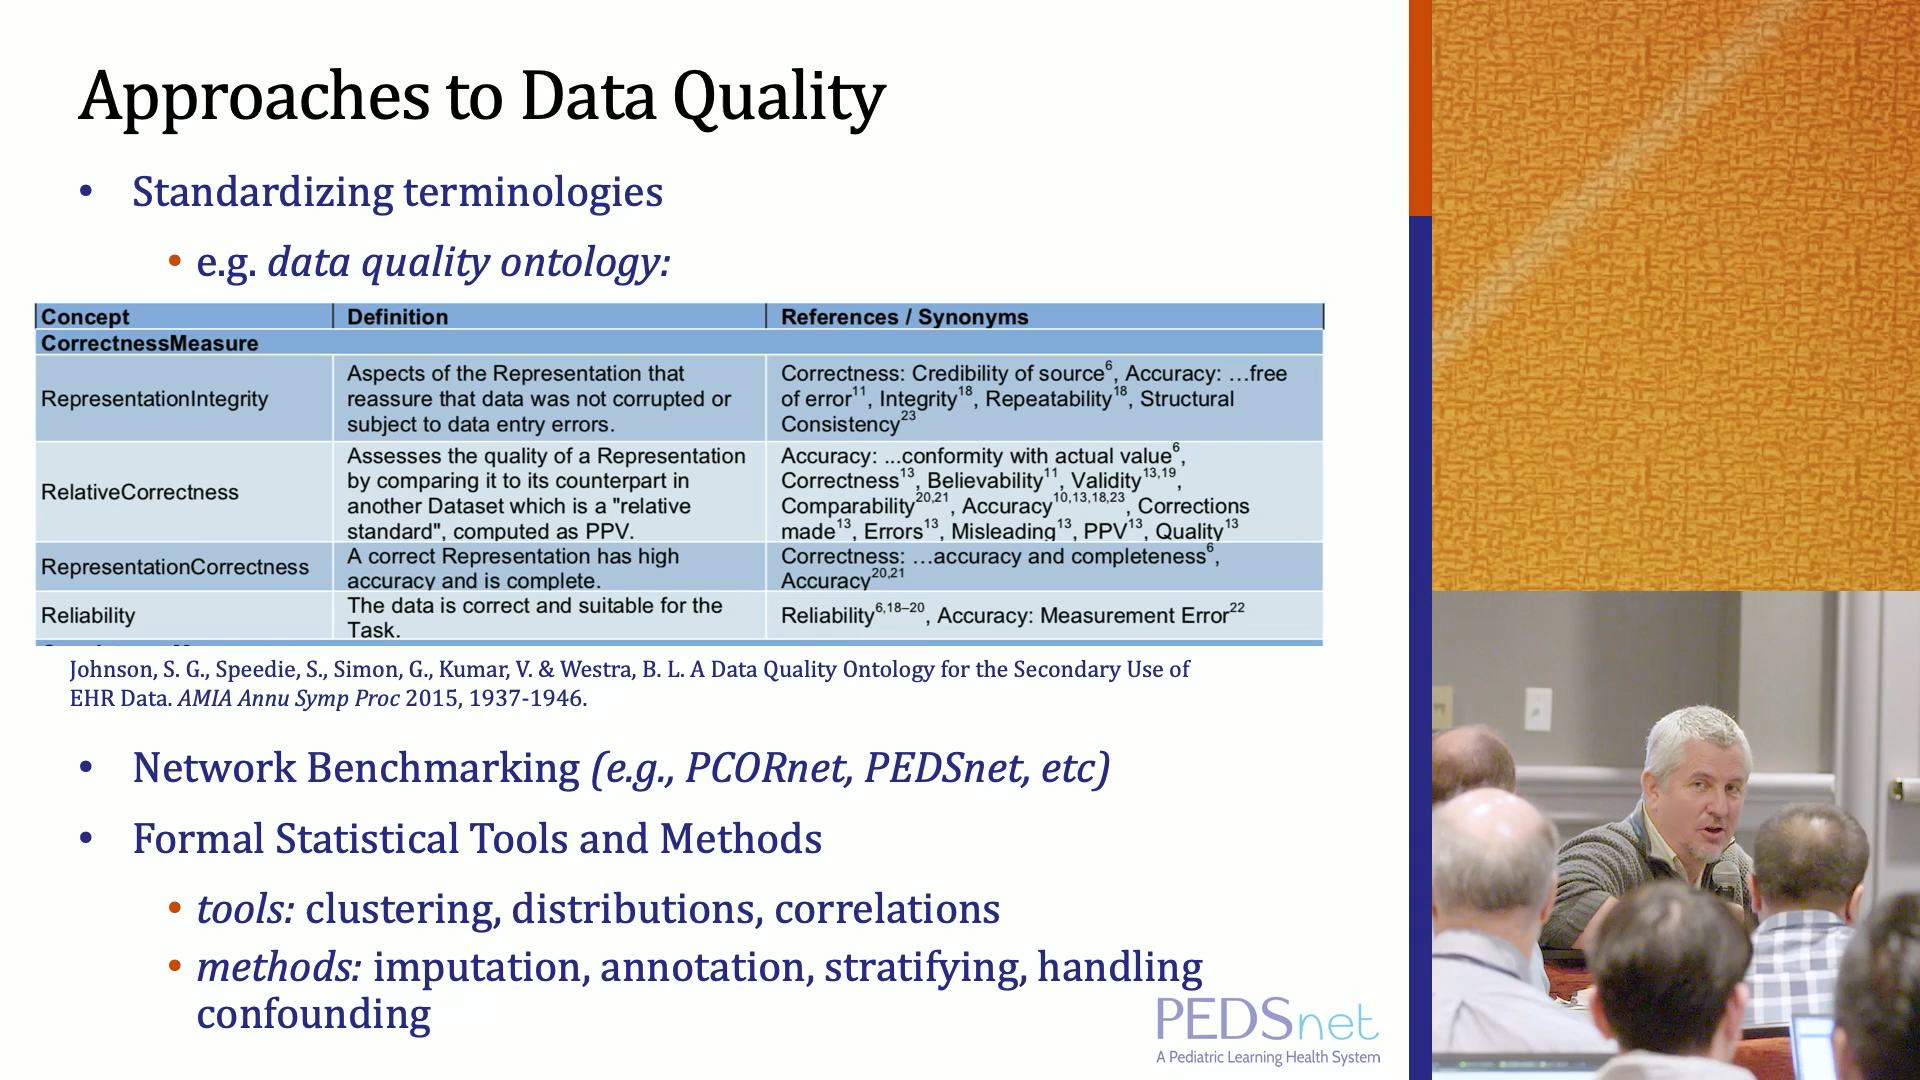 Approaches to Data Quality
• Standardizing terminologies
• e.g. data quality ontology:
Concept Definition References / Synonyms
CorrectnessMeasure
RepresentationIntegrity
Aspects of the Representation that
reassure that data was not corrupted or
subject to data entry errors.
Correctness: Credibility of source6, Accuracy: …free
of error11, Integrity18, Repeatability18, Structural
Consistency23
RelativeCorrectness
Assesses the quality of a Representation
by comparing it to its counterpart in
another Dataset which is a "relative
standard", computed as PPV.
Accuracy: ...conformity with actual value6,
Correctness13, Believability11, Validity13,19,
Comparability20,21, Accuracy10,13,18,23, Corrections
made13, Errors13, Misleading13, PPV13, Quality13
RepresentationCorrectness
A correct Representation has high
accuracy and is complete.
Correctness: …accuracy and completeness6,
Accuracy20,21
Reliability
The data is correct and suitable for the
Task.
Reliability6,18–20, Accuracy: Measurement Error22
Johnson, S. G., Speedie, S., Simon, G., Kumar, V. & Westra, B. L. A Data Quality Ontology for the Secondary Use of
EHR Data. AMIA Annu Symp Proc 2015, 1937-1946.
• Network Benchmarking (e.g., PCORnet, PEDSnet, etc)
• Formal Statistical Tools and Methods
• tools: clustering, distributions, correlations
• methods: imputation, annotation, stratifying, handling
confounding
PEDSnet
A Pediatric Learning Health System